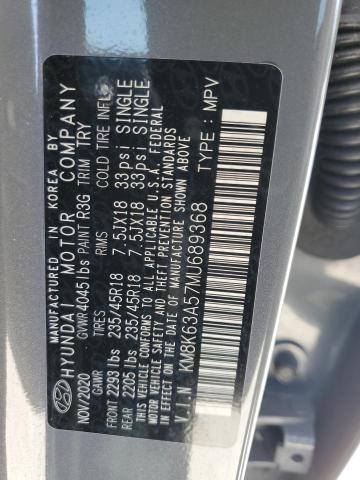 MANUFACTURED IN KOREA BY
HYUNDAI MOTOR COMPANY
NOV/2020 GVWR 4045 lbs PAINT R3G TRIM TRY
GAWR TIRES RIMS COLD TIRE INFL.
FRONT 2293 lbs 235/45R18 7.5JX18 33psi SINGLE
REAR 2205 lbs 235/45R18 7.5JX18 33psi SINGLE
THIS VEHICLE CONFORMS TO ALL APPLICABLE U.S.A. FEDERAL
MOTOR VEHICLE SAFETY AND THEFT PREVENTION STANDARDS
IN EFFECT ON THE DATE OF MANUFACTURE SHOWN ABOVE.
V.I.N.: KM8K63A57MU689368 TYPE: MPV